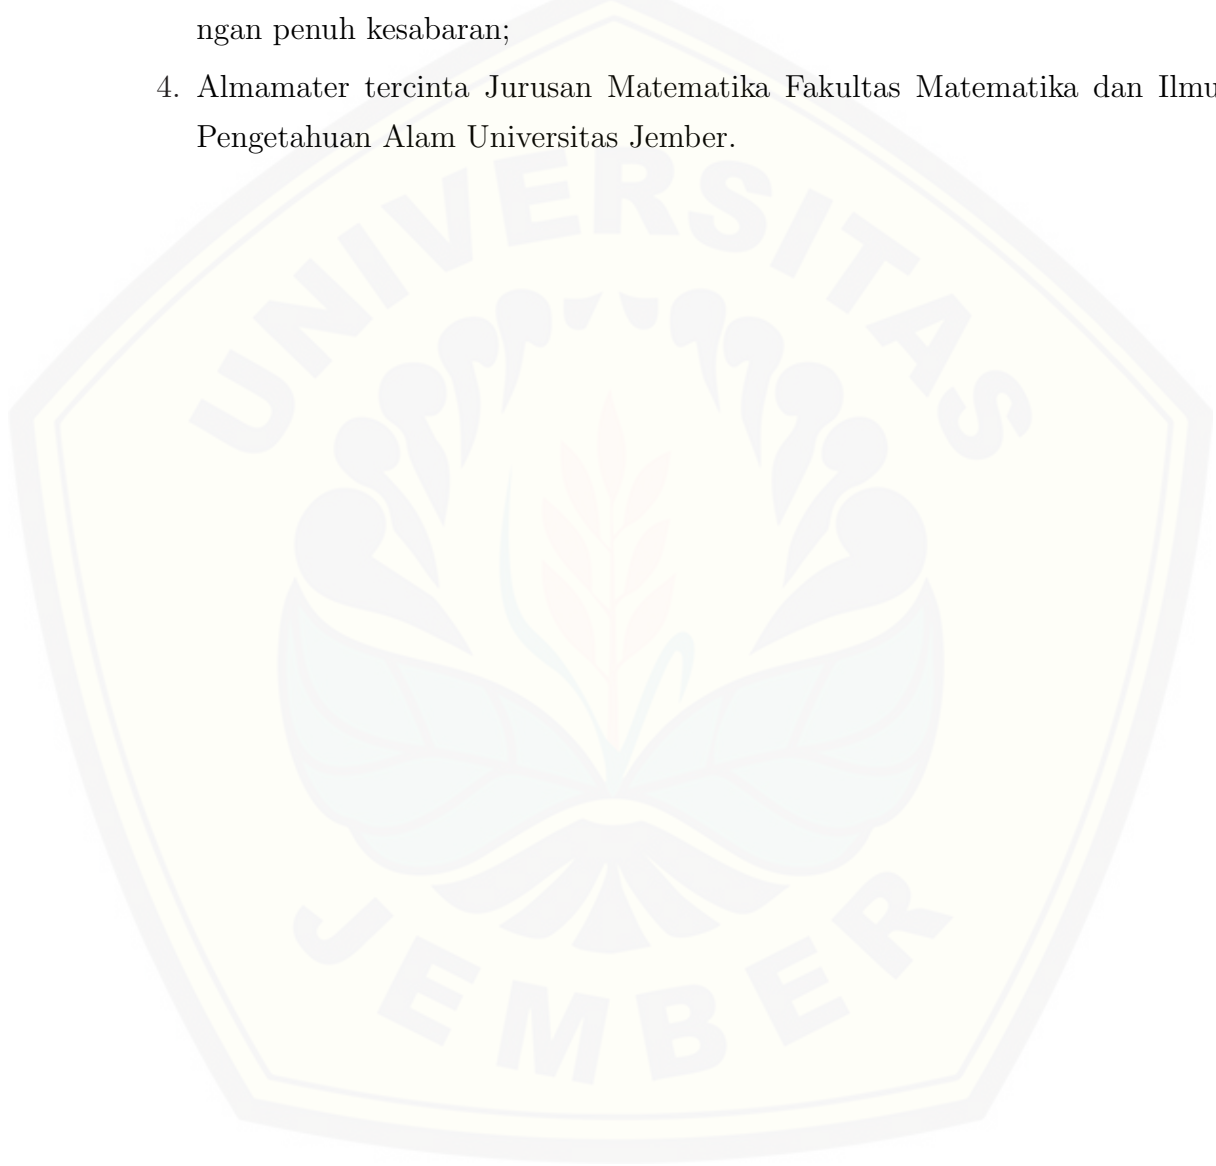 ngan penuh kesabaran;
4. Almamater tercinta Jurusan Matematika Fakultas Matematika dan Ilmu
Pengetahuan Alam Universitas Jember.
UNIVERSITAS
JEMBER